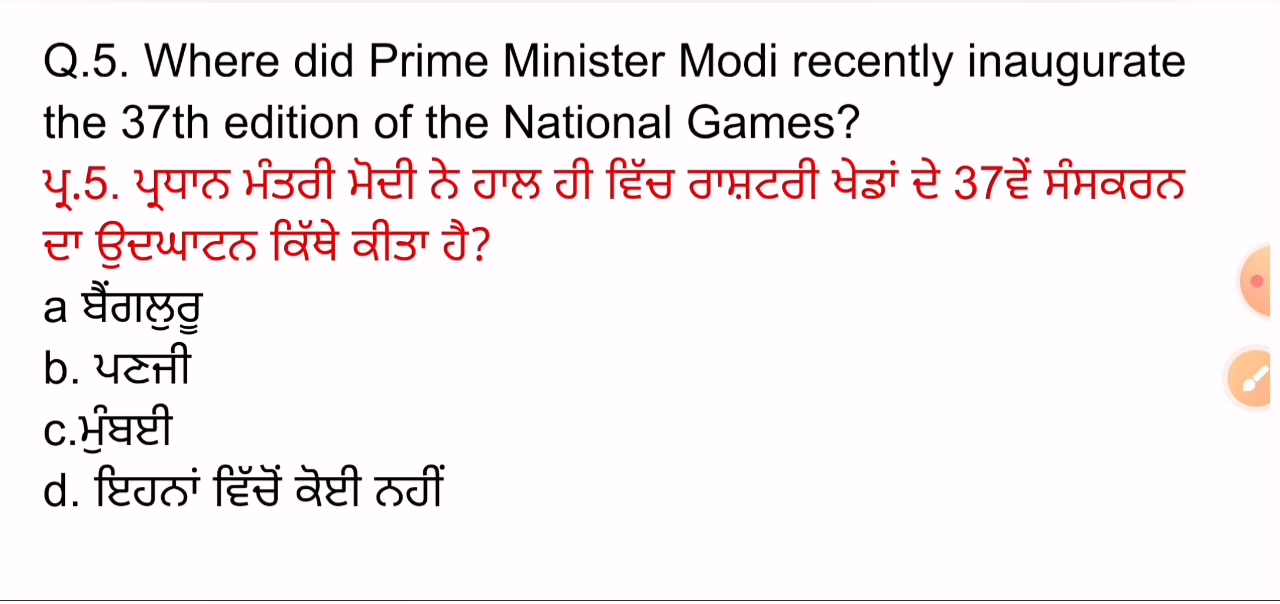 Q.5. Where did Prime Minister Modi recently inaugurate
the 37th edition of the National Games?
ਪ੍ਰ.5. ਪ੍ਰਧਾਨ ਮੰਤਰੀ ਮੋਦੀ ਨੇ ਹਾਲ ਹੀ ਵਿੱਚ ਰਾਸ਼ਟਰੀ ਖੇਡਾਂ ਦੇ 37ਵੇਂ ਸੰਸਕਰਨ
ਦਾ ਉਦਘਾਟਨ ਕਿੱਥੇ ਕੀਤਾ ਹੈ?
a ਬੈਂਗਲੁਰੂ
b. ਪਣਜੀ
c.ਮੁੰਬਈ
d. ਇਹਨਾਂ ਵਿੱਚੋਂ ਕੋਈ ਨਹੀਂ